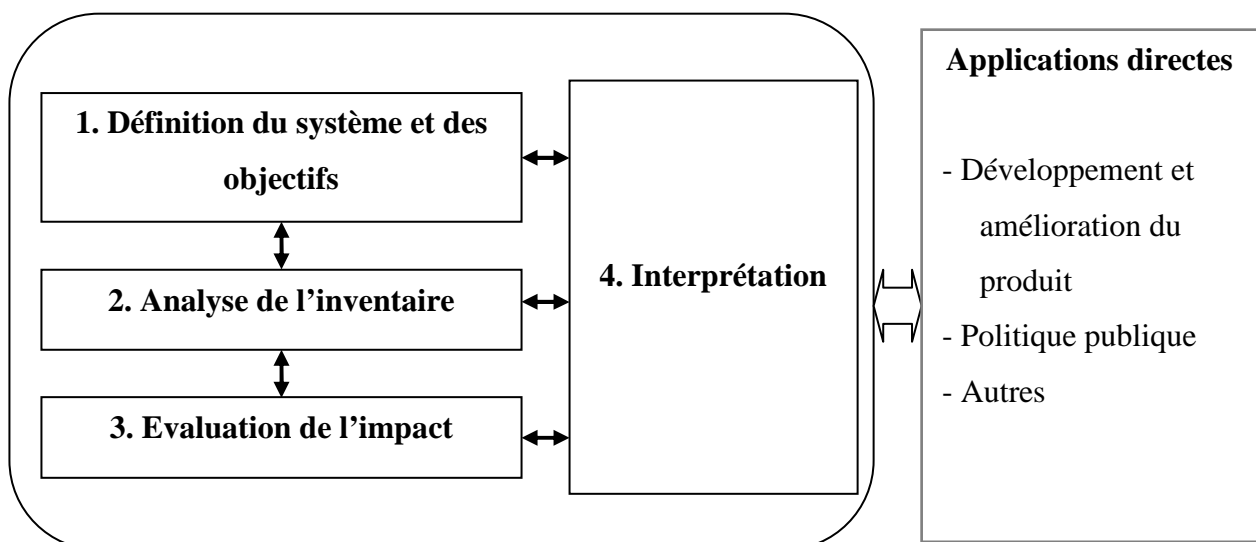 1. Définition du système et des
objectifs
2. Analyse de l’inventaire
3. Evaluation de l’impact
4. Interprétation
Applications directes
- Développement et
amélioration du
produit
- Politique publique
- Autres